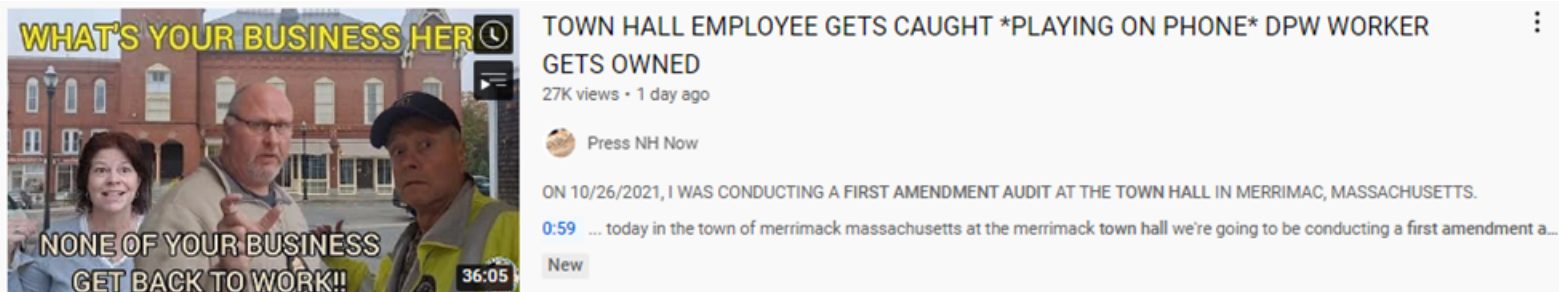 WHAT'S YOUR BUSINESS HER
NONE OF YOUR BUSINESS
GET BACK TO WORK!!
36:05
TOWN HALL EMPLOYEE GETS CAUGHT *PLAYING ON PHONE* DPW WORKER
GETS OWNED
27K views • 1 day ago
Press NH Now
ON 10/26/2021, I WAS CONDUCTING A FIRST AMENDMENT AUDIT AT THE TOWN HALL IN MERRIMAC, MASSACHUSETTS.
0:59 ... today in the town of merrimack massachusetts at the merrimack town hall we're going to be conducting a first amendment a...
New